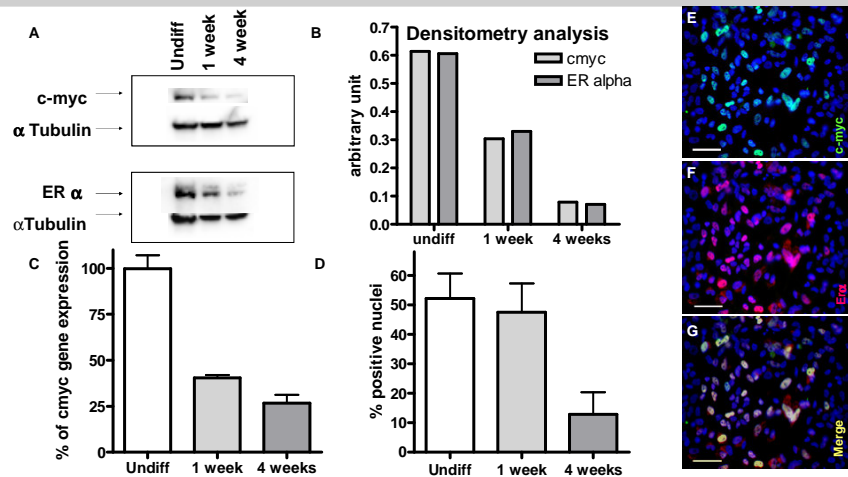 A
Undiff
1 week
4 week
c-myc
α Tubulin
ER α
αTubulin
B
Densitometry analysis
cmyc
ER alpha
arbitrary unit
0.7
0.6
0.5
0.4
0.3
0.2
0.1
0.0
undiff
1 week
4 weeks
C
% of cmyc gene expression
100
75
50
25
0
Undiff
1 week
4 weeks
D
% positive nuclei
60
50
40
30
20
10
0
Undiff
1 week
4 weeks
E
c-myc
F
Erα
G
Merge